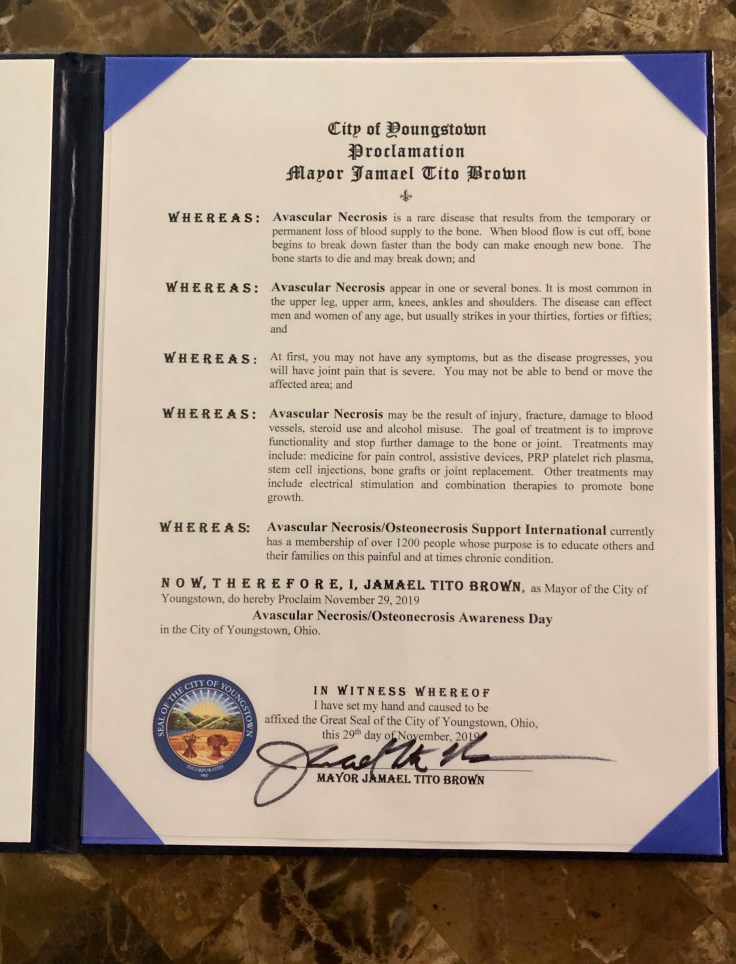 City of Youngstown
Proclamation
Mayor Jamael Tito Brown
WHEREAS: Avascular Necrosis is a rare disease that results from the temporary or
permanent loss of blood supply to the bone. When blood flow is cut off, bone
begins to break down faster than the body can make enough new bone. The
bone starts to die and may break down; and
WHEREAS: Avascular Necrosis appear in one or several bones. It is most common in
the upper leg, upper arm, knees, ankles and shoulders. The disease can effect
men and women of any age, but usually strikes in your thirties, forties or fifties;
and
WHEREAS: At first, you may not have any symptoms, but as the disease progresses, you
will have joint pain that is severe. You may not be able to bend or move the
affected area; and
WHEREAS: Avascular Necrosis may be the result of injury, fracture, damage to blood
vessels, steroid use and alcohol misuse. The goal of treatment is to improve
functionality and stop further damage to the bone or joint. Treatments may
include: medicine for pain control, assistive devices, PRP platelet rich plasma,
stem cell injections, bone grafts or joint replacement. Other treatments may
include electrical stimulation and combination therapies to promote bone
growth.
WHEREAS: Avascular Necrosis/Osteonecrosis Support International currently
has a membership of over 1200 people whose purpose is to educate others and
their families on this painful and at times chronic condition.
NOW, THEREFORE, I, JAMAEL TITO BROWN, as Mayor of the City of
Youngstown, do hereby Proclaim November 29, 2019
Avascular Necrosis/Osteonecrosis Awareness Day
in the City of Youngstown, Ohio.
SEAL OF THE CITY OF YOUNGSTOWN
INCORPORATED
IN WITNESS WHEREOF
I have set my hand and caused to be
affixed the Great Seal of the City of Youngstown, Ohio,
this 29th day of November, 2019
MAYOR JAMAEL TITO BROWN